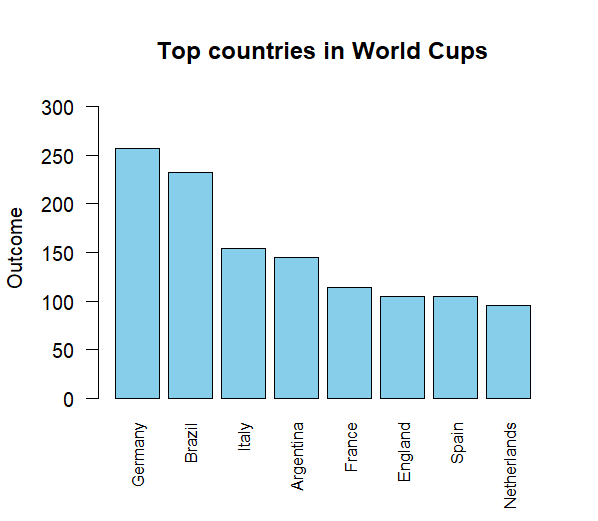 Top countries in World Cups
Outcome
300
250
200
150
100
50
0
Germany
Brazil
Italy
Argentina
France
England
Spain
Netherlands